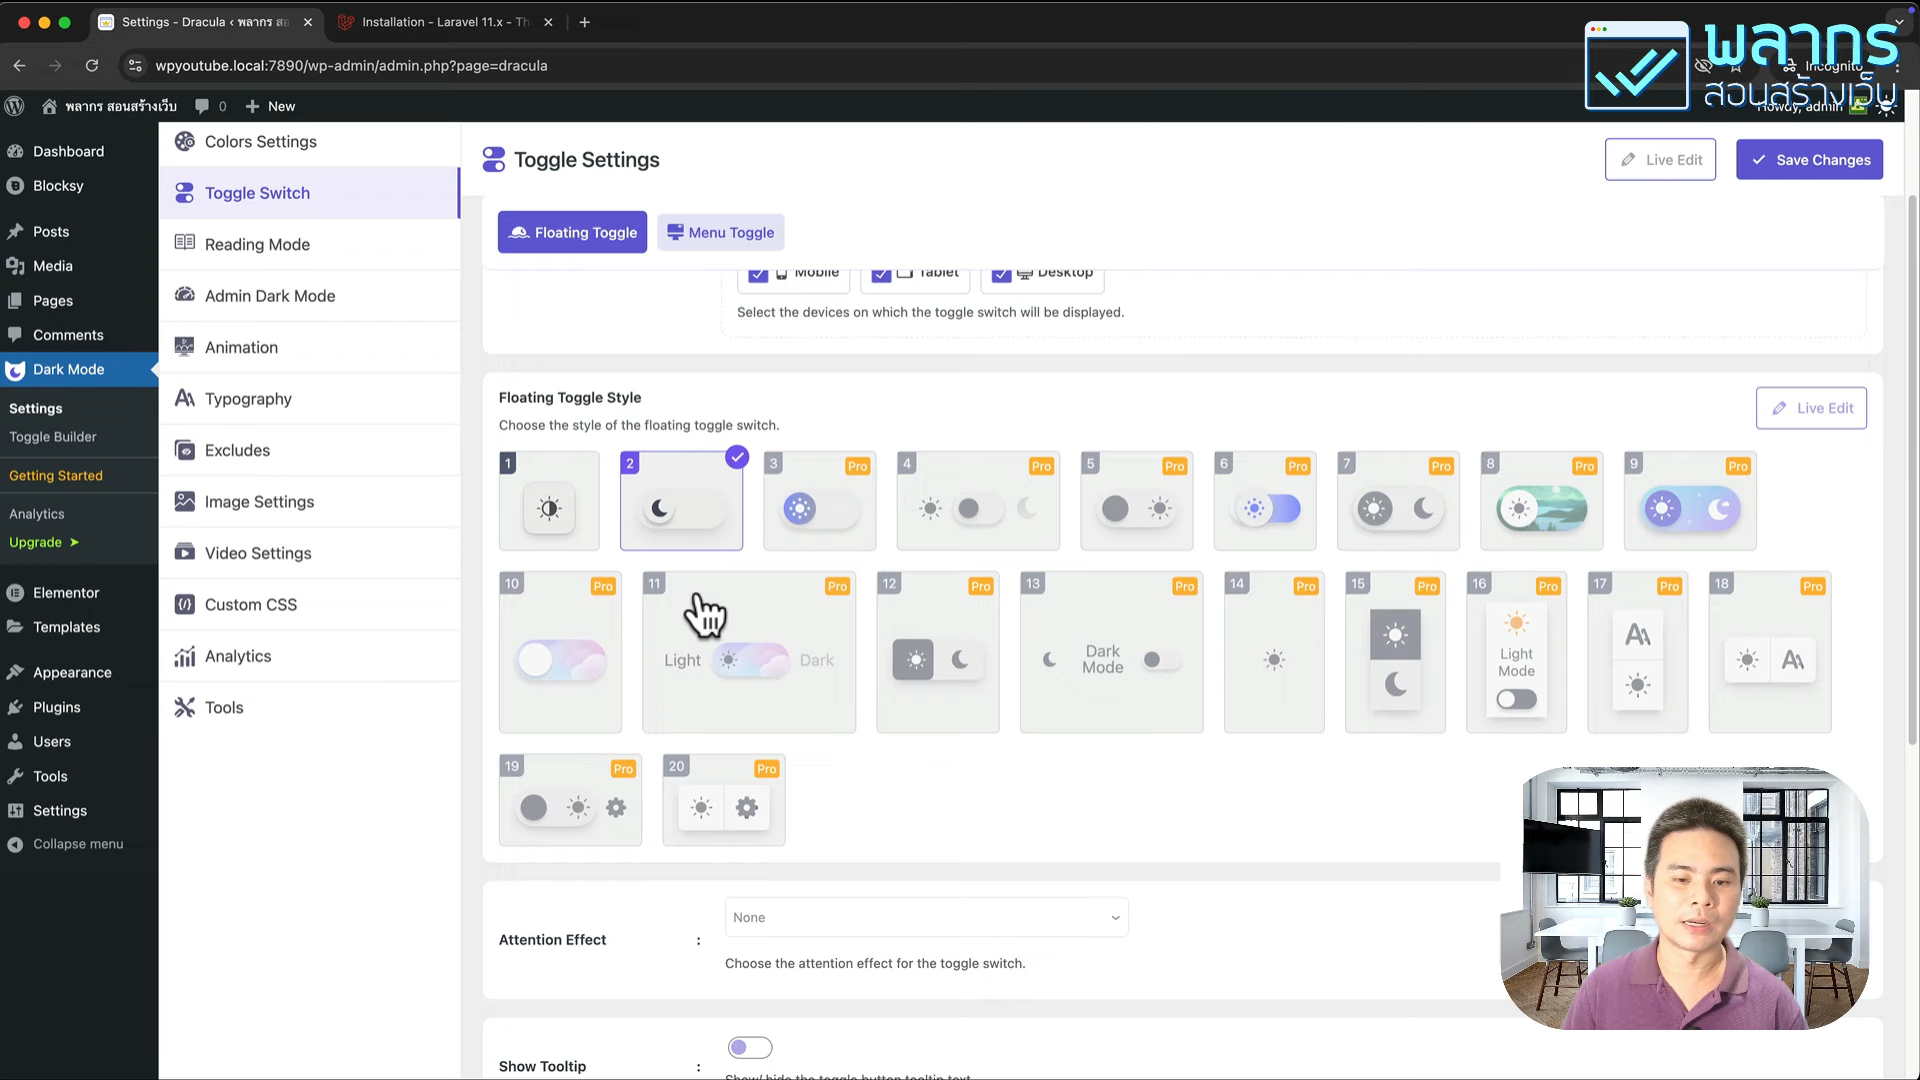 Settings - Dracula ‹ พลากร สอ
Installation - Laravel 11.x - Th
wpyoutube.local:7890/wp-admin/admin.php?page=dracula
Incognito
พลากร
สอนสร้างเว็บ
พลากร สอนสร้างเว็บ
0
New
Howdy, admin
Dashboard
Blocksy
Posts
Media
Pages
Comments
Dark Mode
Settings
Toggle Builder
Getting Started
Analytics
Upgrade ➤
Elementor
Templates
Appearance
Plugins
Users
Tools
Settings
Collapse menu
Colors Settings
Toggle Switch
Reading Mode
Admin Dark Mode
Animation
Typography
Excludes
Image Settings
Video Settings
Custom CSS
Analytics
Tools
Toggle Settings
Live Edit
Save Changes
Floating Toggle
Menu Toggle
Mobile
Tablet
Desktop
Select the devices on which the toggle switch will be displayed.
Floating Toggle Style
Choose the style of the floating toggle switch.
Live Edit
1
2
3 Pro
4 Pro
5 Pro
6 Pro
7 Pro
8 Pro
9 Pro
10 Pro
11 Pro
Light
Dark
12 Pro
13 Pro
Dark
Mode
14 Pro
15 Pro
16 Pro
Light
Mode
17 Pro
AA
18 Pro
AA
19 Pro
20 Pro
Attention Effect :
None
Choose the attention effect for the toggle switch.
Show Tooltip :
Show/ hide the toggle button tooltip text.